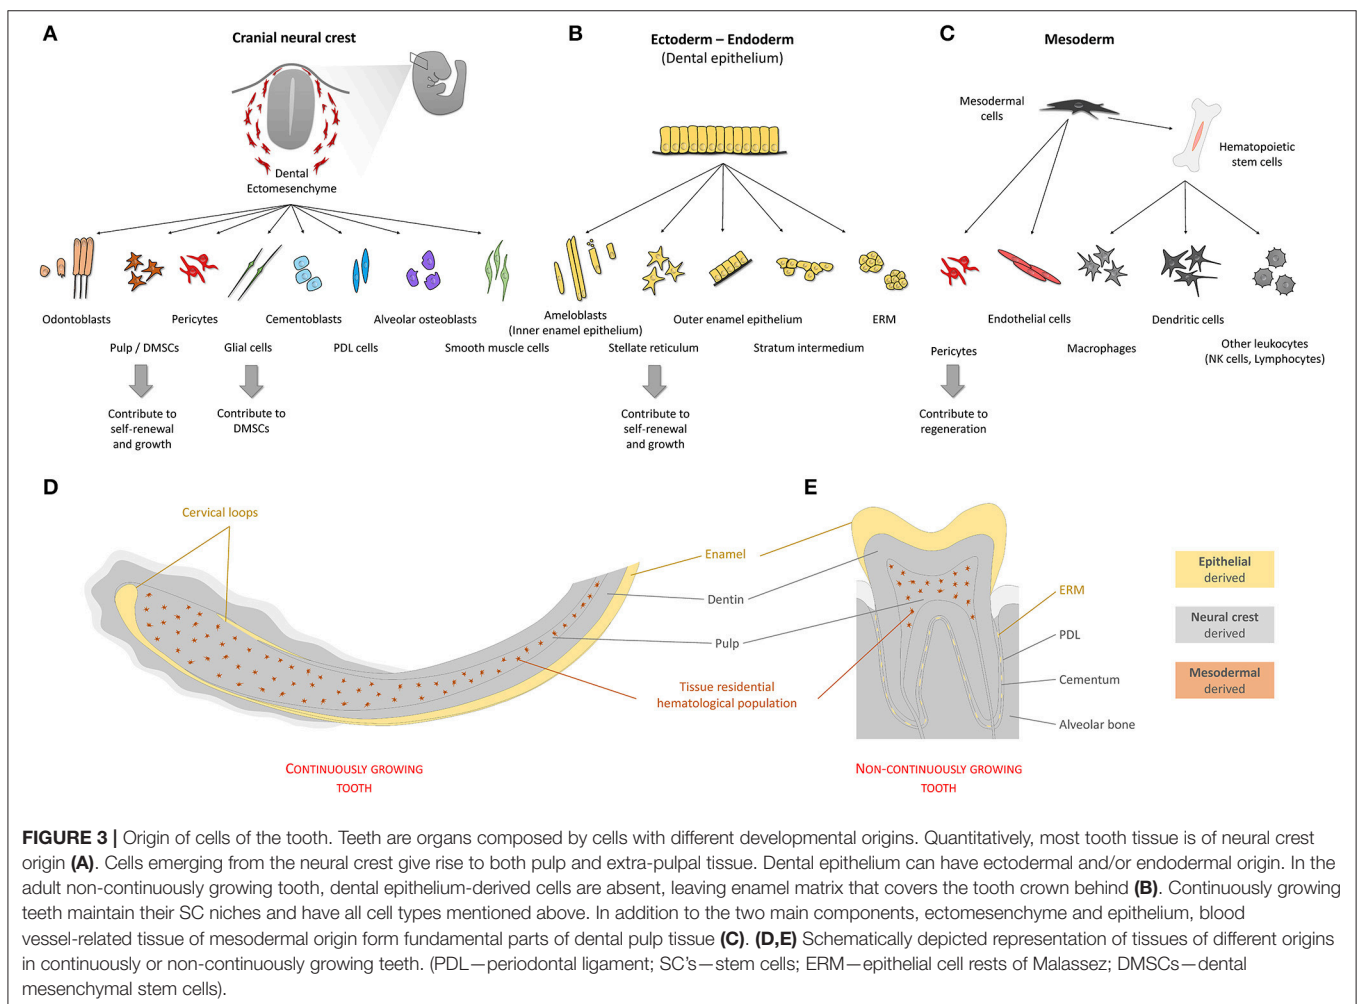 A
Cranial neural crest
Dental
Ectomesenchyme
Odontoblasts
Pericytes
Cementoblasts
Alveolar osteoblasts
Pulp / DMSCs
Glial cells
PDL cells
Smooth muscle cells
Contribute to
self-renewal
and growth
Contribute to
DMSCs
B
Ectoderm – Endoderm
(Dental epithelium)
Ameloblasts
(Inner enamel epithelium)
Outer enamel epithelium
ERM
Stellate reticulum
Stratum intermedium
Contribute to
self-renewal
and growth
C
Mesoderm
Mesodermal
cells
Hematopoietic
stem cells
Endothelial cells
Dendritic cells
Pericytes
Macrophages
Other leukocytes
(NK cells, Lymphocytes)
Contribute to
regeneration
D
Cervical loops
Enamel
Dentin
Pulp
Tissue residential
hematological population
CONTINUOUSLY GROWING
TOOTH
E
ERM
PDL
Cementum
Alveolar bone
NON-CONTINUOUSLY GROWING
TOOTH
Epithelial
derived
Neural crest
derived
Mesodermal
derived
FIGURE 3 | Origin of cells of the tooth. Teeth are organs composed by cells with different developmental origins. Quantitatively, most tooth tissue is of neural crest
origin (A). Cells emerging from the neural crest give rise to both pulp and extra-pulpal tissue. Dental epithelium can have ectodermal and/or endodermal origin. In the
adult non-continuously growing tooth, dental epithelium-derived cells are absent, leaving enamel matrix that covers the tooth crown behind (B). Continuously growing
teeth maintain their SC niches and have all cell types mentioned above. In addition to the two main components, ectomesenchyme and epithelium, blood
vessel-related tissue of mesodermal origin form fundamental parts of dental pulp tissue (C). (D,E) Schematically depicted representation of tissues of different origins
in continuously or non-continuously growing teeth. (PDL—periodontal ligament; SC's—stem cells; ERM—epithelial cell rests of Malassez; DMSCs—dental
mesenchymal stem cells).